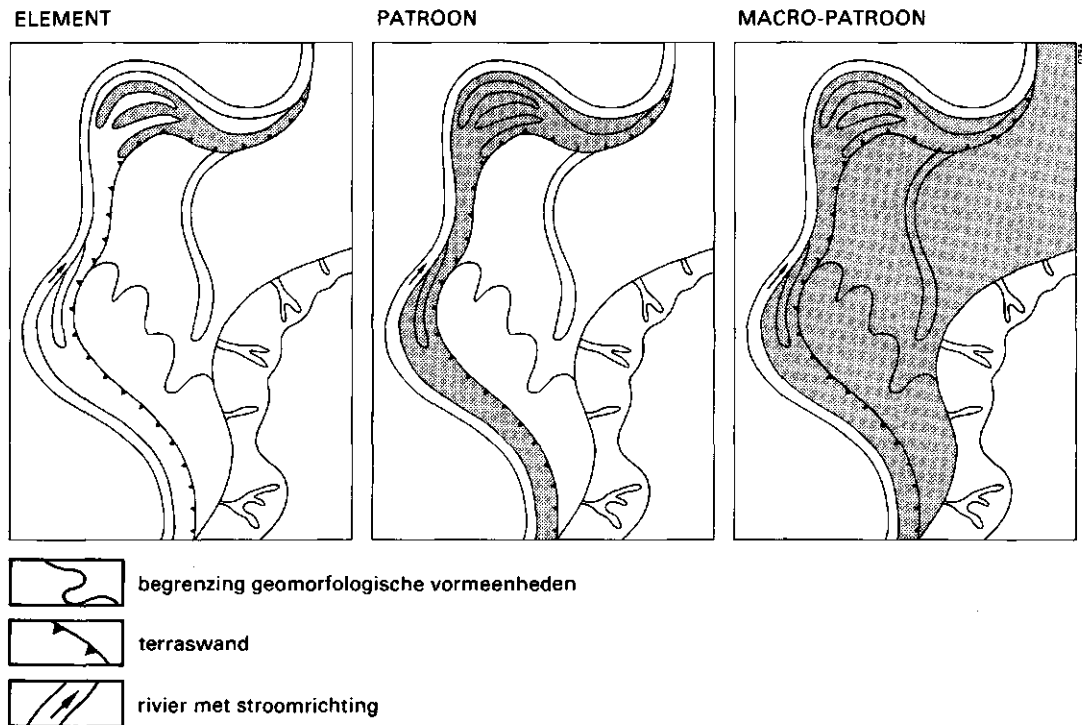 ELEMENT
PATROON
MACRO-PATROON
begrenzing geomorfologische vormeenheden
terraswand
rivier met stroomrichting